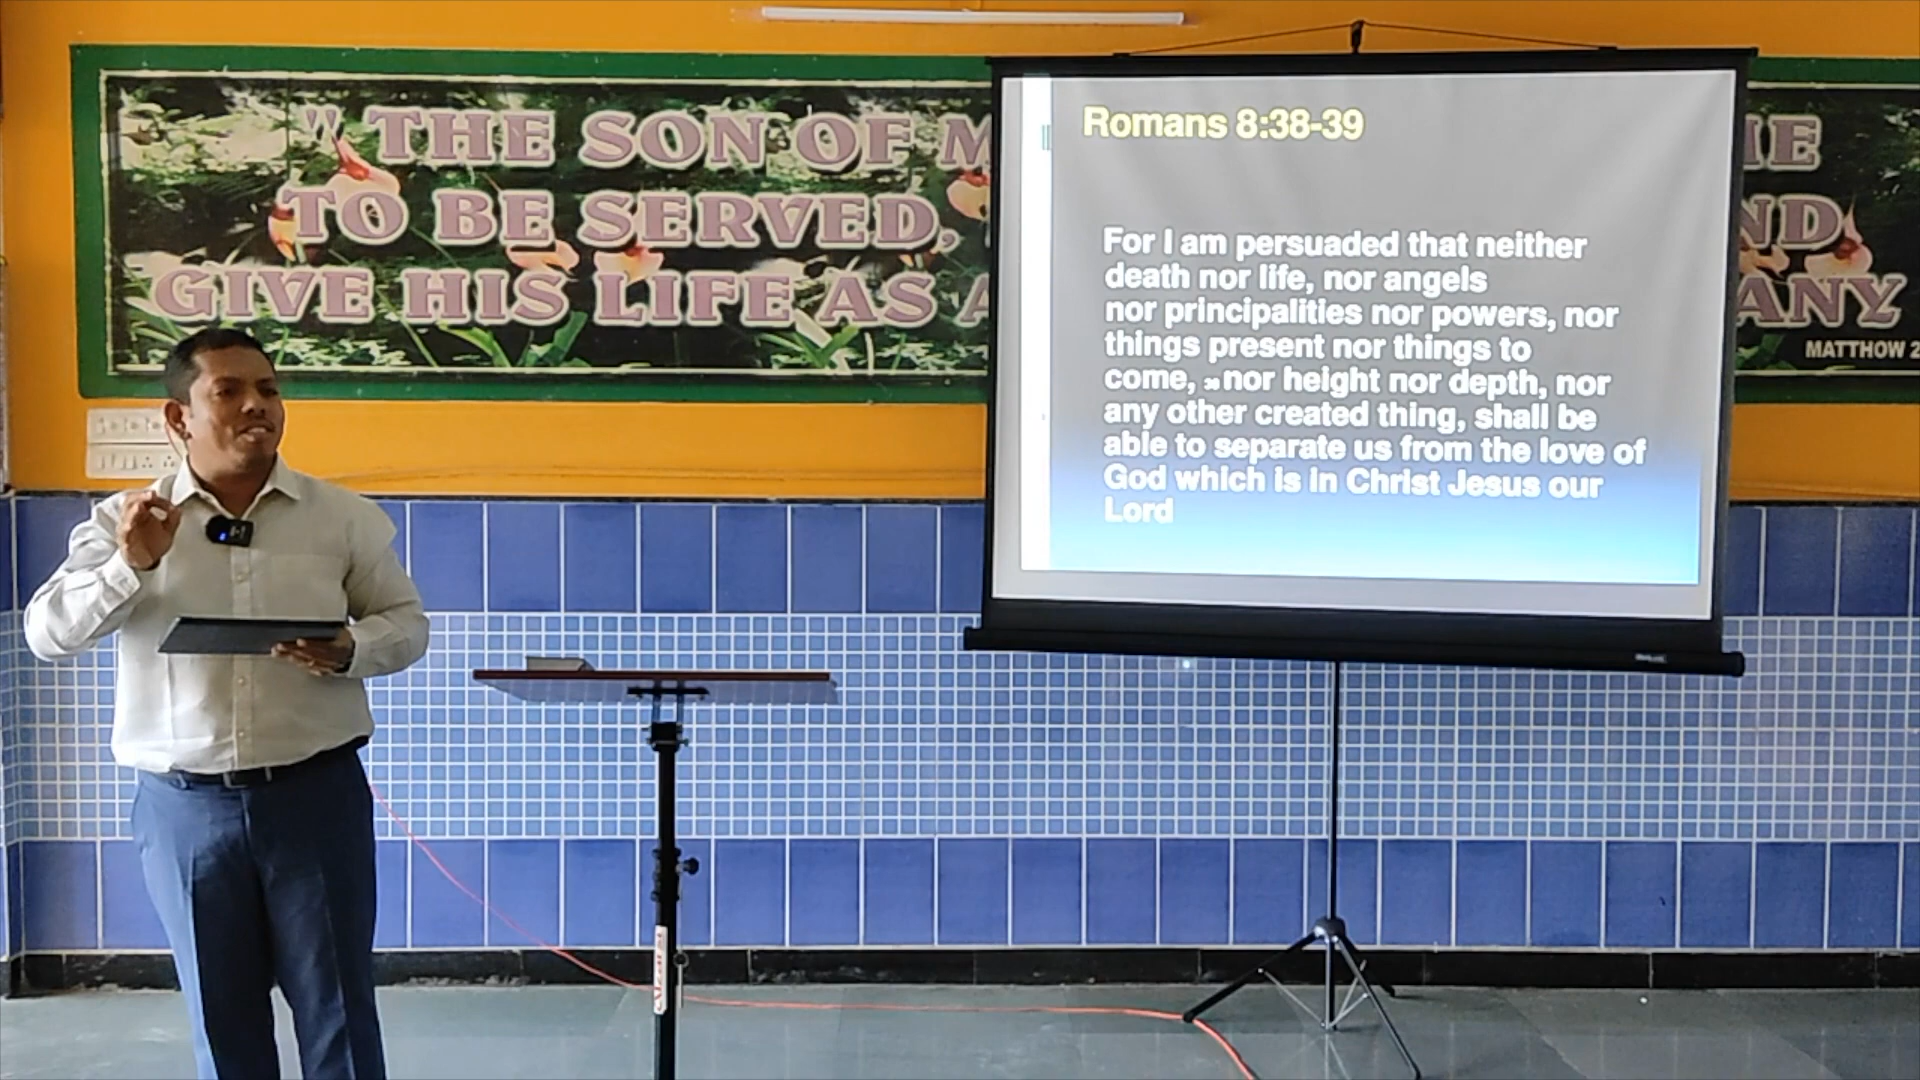 " THE SON OF M
TO BE SERVED,
GIVE HIS LIFE AS A
Romans 8:38-39
For I am persuaded that neither
death nor life, nor angels
nor principalities nor powers, nor
things present nor things to
come, 39 nor height nor depth, nor
any other created thing, shall be
able to separate us from the love of
God which is in Christ Jesus our
Lord
ME
ND
ANY
MATTHOW 2